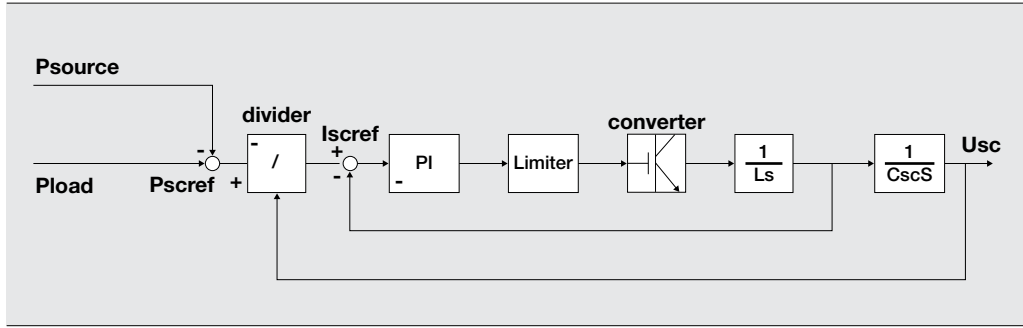 Psource
Pload
-
Pscref
+
divider
-
/
Iscref
+
-
PI
-
Limiter
converter
1
Ls
1
CscS
Usc